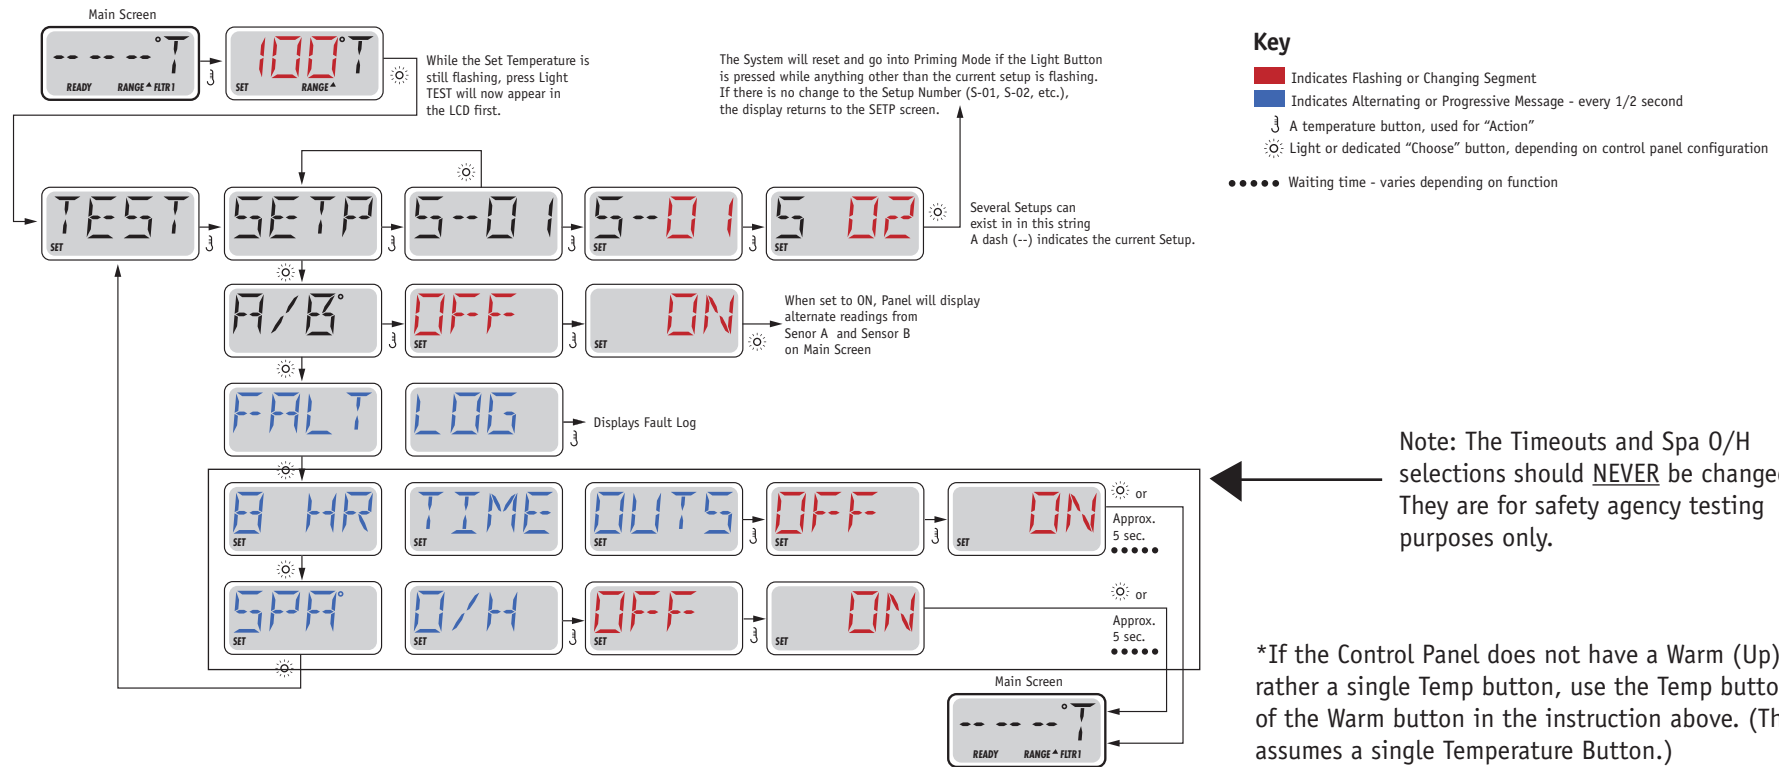 Main Screen
-- -- --°T
READY RANGE FLTR1
100°T
SET RANGE
While the Set Temperature is
still flashing, press Light
TEST will now appear in
the LCD first.
The System will reset and go into Priming Mode if the Light Button
is pressed while anything other than the current setup is flashing.
If there is no change to the Setup Number (S-01, S-02, etc.),
the display returns to the SETP screen.
Key
Indicates Flashing or Changing Segment
Indicates Alternating or Progressive Message - every 1/2 second
A temperature button, used for “Action”
Light or dedicated “Choose” button, depending on control panel configuration
Waiting time - varies depending on function
TEST
SET
SETP
S-01
S--01
SET
S 02
SET
Several Setups can
exist in in this string
A dash (--) indicates the current Setup.
A/B°
OFF
SET
ON
SET
When set to ON, Panel will display
alternate readings from
Senor A and Sensor B
on Main Screen
FALT
LOG
Displays Fault Log
8 HR
SET
TIME
SET
OUTS
SET
OFF
SET
ON
SET
or
Approx.
5 sec.
SPA°
SET
O/H
SET
OFF
SET
ON
SET
or
Approx.
5 sec.
Main Screen
-- -- --°T
READY RANGE FLTR1
Note: The Timeouts and Spa O/H
selections should NEVER be change
They are for safety agency testing
purposes only.
*If the Control Panel does not have a Warm (Up)
rather a single Temp button, use the Temp butto
of the Warm button in the instruction above. (Th
assumes a single Temperature Button.)